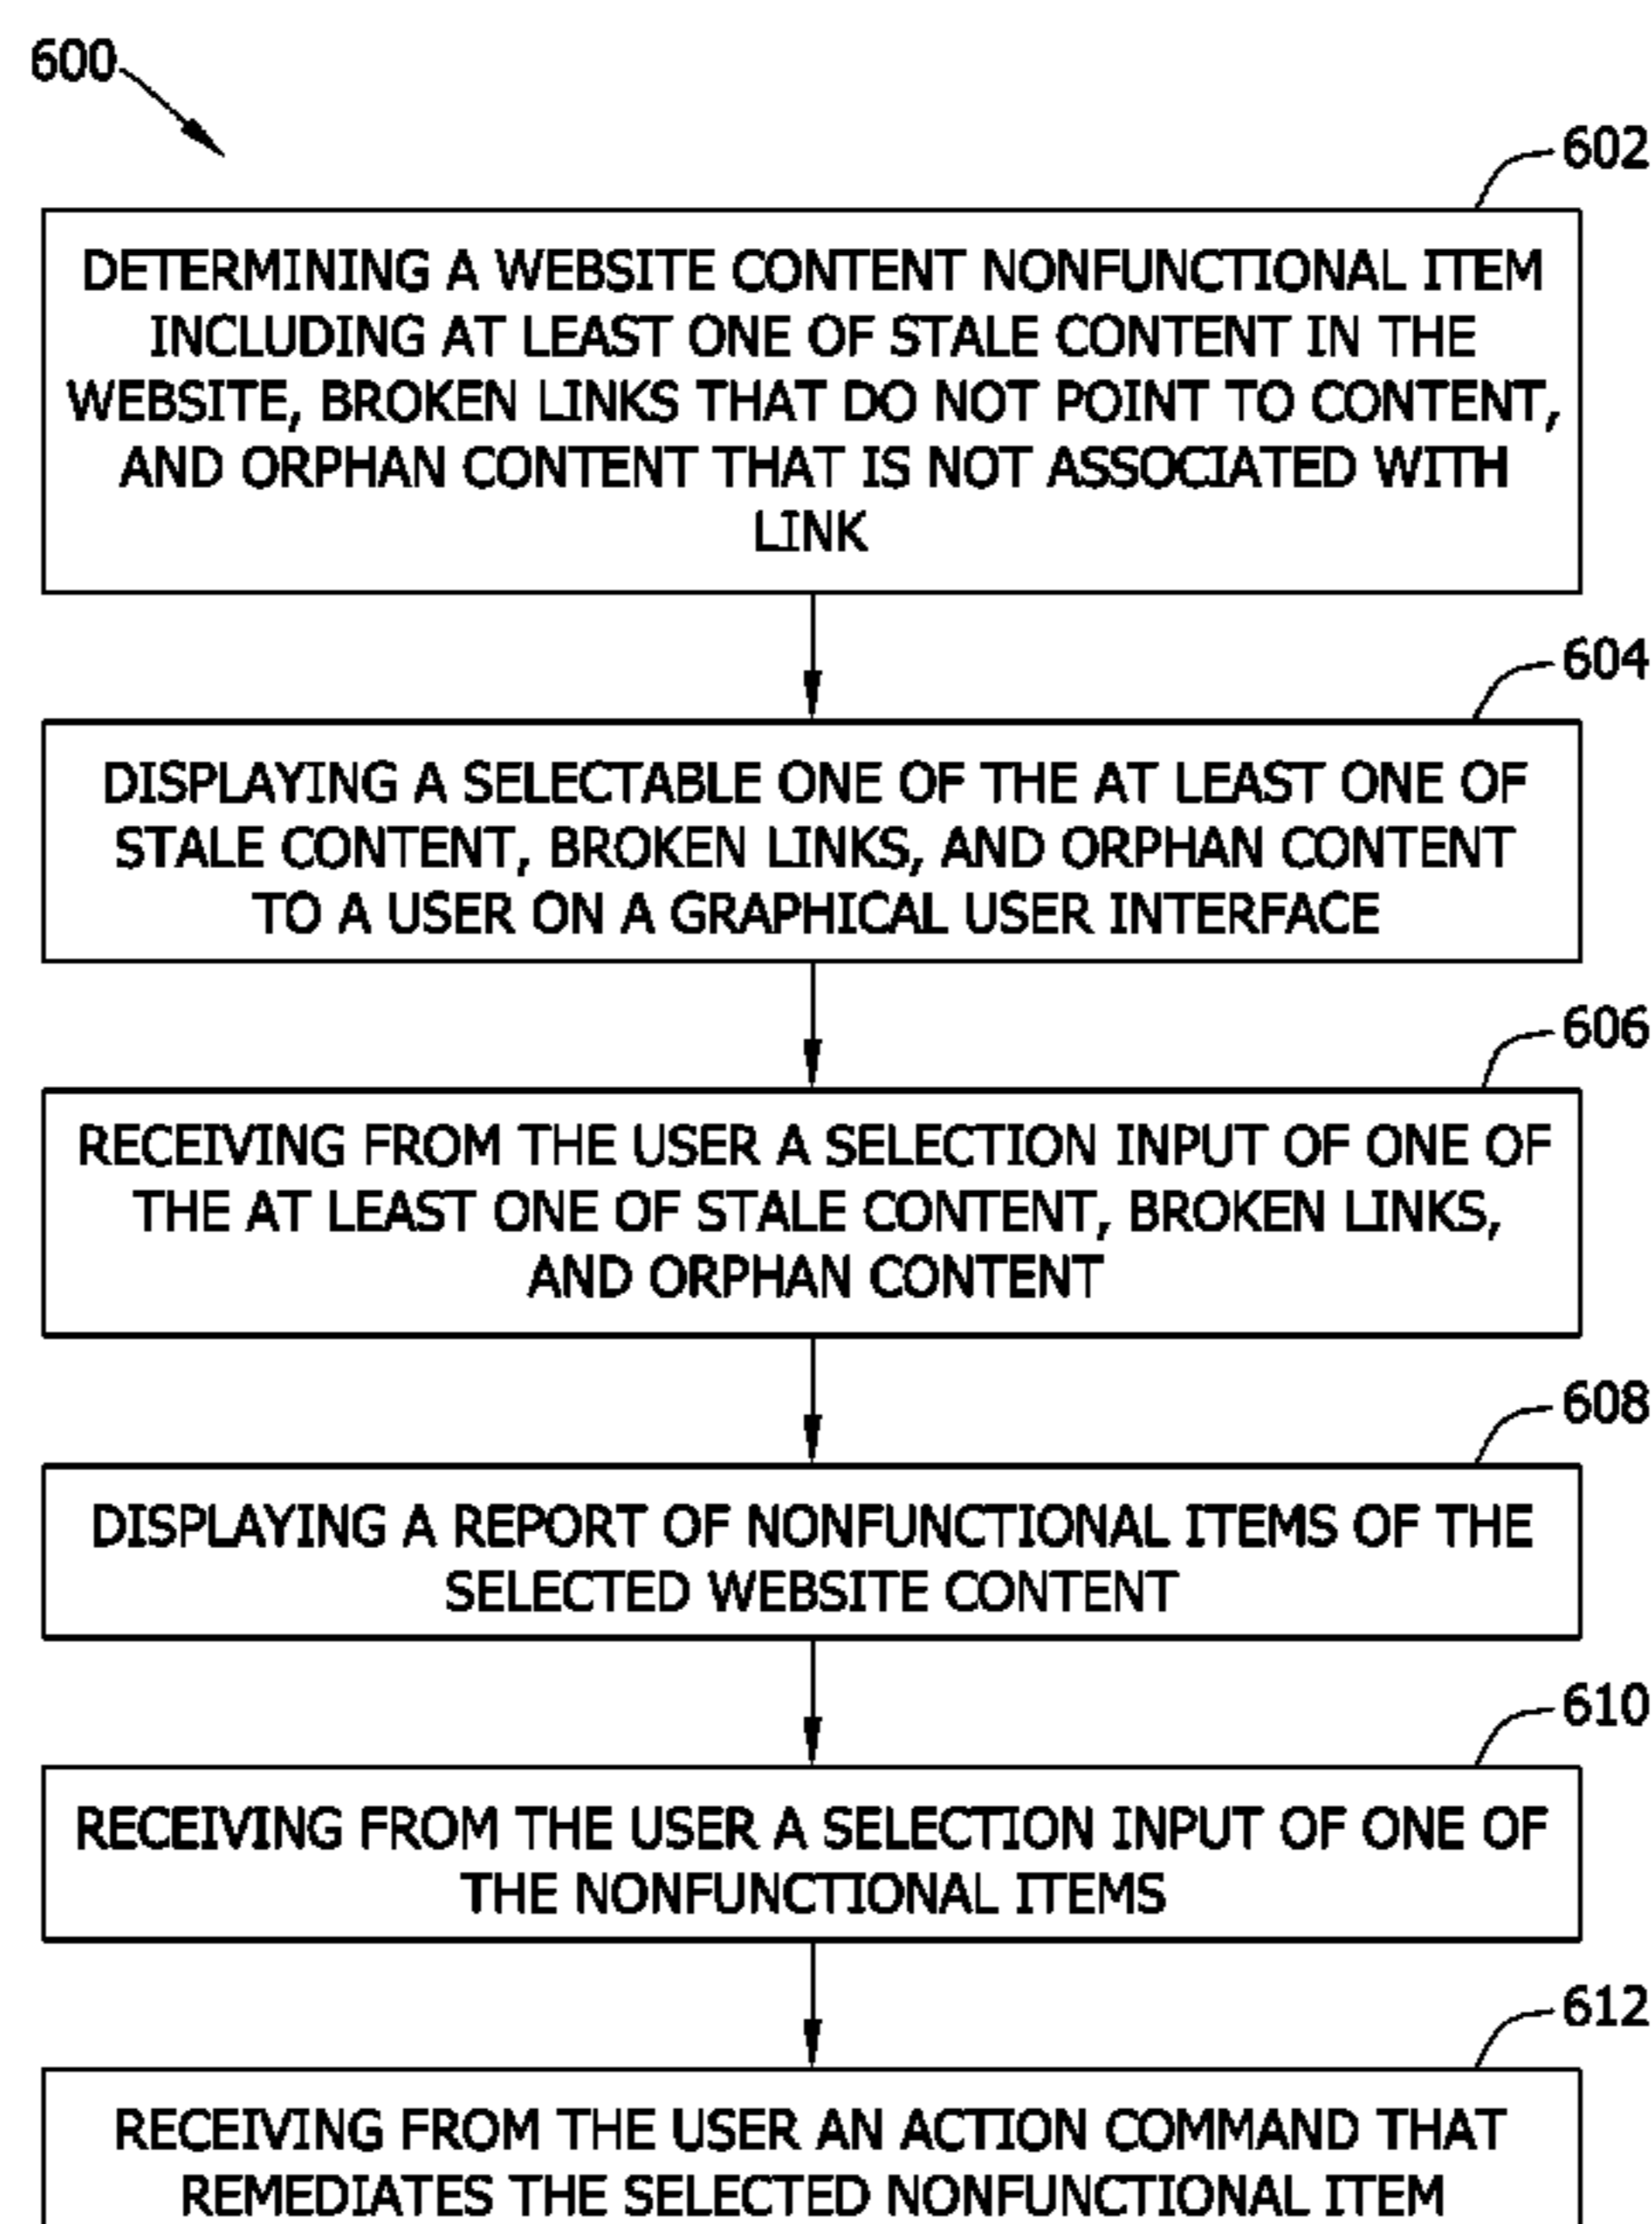 600
602
DETERMINING A WEBSITE CONTENT NONFUNCTIONAL ITEM
INCLUDING AT LEAST ONE OF STALE CONTENT IN THE
WEBSITE, BROKEN LINKS THAT DO NOT POINT TO CONTENT,
AND ORPHAN CONTENT THAT IS NOT ASSOCIATED WITH
LINK
604
DISPLAYING A SELECTABLE ONE OF THE AT LEAST ONE OF
STALE CONTENT, BROKEN LINKS, AND ORPHAN CONTENT
TO A USER ON A GRAPHICAL USER INTERFACE
606
RECEIVING FROM THE USER A SELECTION INPUT OF ONE OF
THE AT LEAST ONE OF STALE CONTENT, BROKEN LINKS,
AND ORPHAN CONTENT
608
DISPLAYING A REPORT OF NONFUNCTIONAL ITEMS OF THE
SELECTED WEBSITE CONTENT
610
RECEIVING FROM THE USER A SELECTION INPUT OF ONE OF
THE NONFUNCTIONAL ITEMS
612
RECEIVING FROM THE USER AN ACTION COMMAND THAT
REMEDIATES THE SELECTED NONFUNCTIONAL ITEM